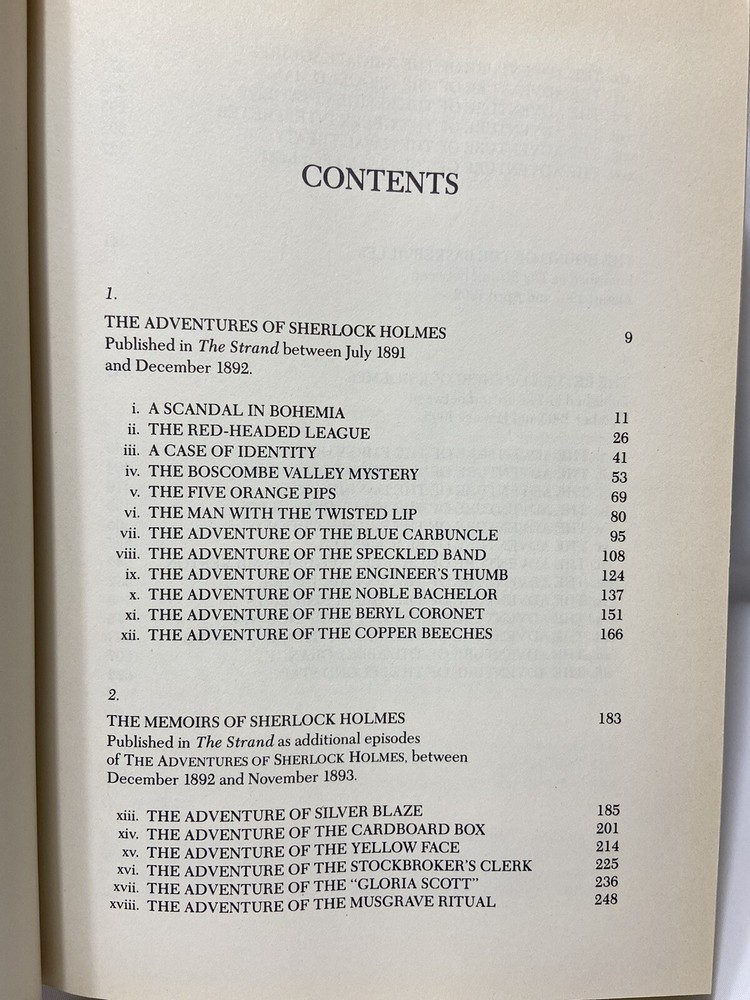 CONTENTS
1.
THE ADVENTURES OF SHERLOCK HOLMES 9
Published in The Strand between July 1891
and December 1892.
i. A SCANDAL IN BOHEMIA 11
ii. THE RED-HEADED LEAGUE 26
iii. A CASE OF IDENTITY 41
iv. THE BOSCOMBE VALLEY MYSTERY 53
v. THE FIVE ORANGE PIPS 69
vi. THE MAN WITH THE TWISTED LIP 80
vii. THE ADVENTURE OF THE BLUE CARBUNCLE 95
viii. THE ADVENTURE OF THE SPECKLED BAND 108
ix. THE ADVENTURE OF THE ENGINEER'S THUMB 124
x. THE ADVENTURE OF THE NOBLE BACHELOR 137
xi. THE ADVENTURE OF THE BERYL CORONET 151
xii. THE ADVENTURE OF THE COPPER BEECHES 166
2.
THE MEMOIRS OF SHERLOCK HOLMES 183
Published in The Strand as additional episodes
of THE ADVENTURES OF SHERLOCK HOLMES, between
December 1892 and November 1893.
xiii. THE ADVENTURE OF SILVER BLAZE 185
xiv. THE ADVENTURE OF THE CARDBOARD BOX 201
xv. THE ADVENTURE OF THE YELLOW FACE 214
xvi. THE ADVENTURE OF THE STOCKBROKER'S CLERK 225
xvii. THE ADVENTURE OF THE "GLORIA SCOTT" 236
xviii. THE ADVENTURE OF THE MUSGRAVE RITUAL 248